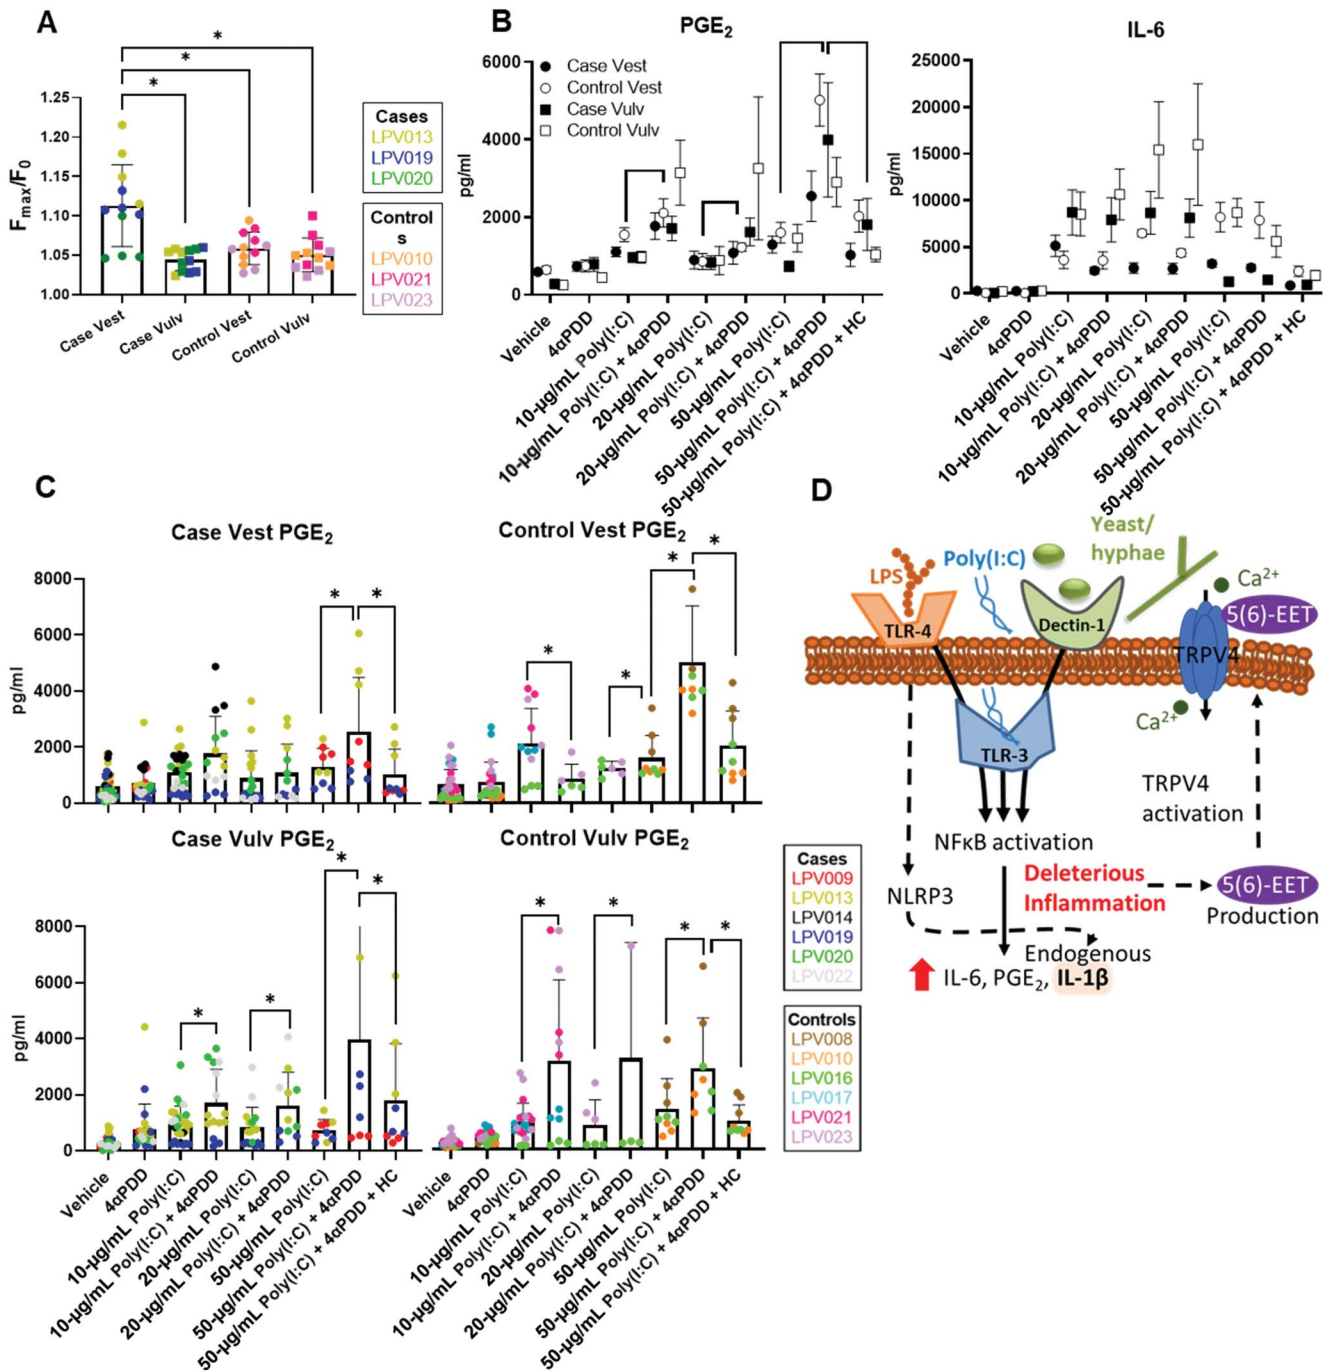 A
*
*
*
1.25
1.20
1.15
1.10
1.05
1.00
Fmax/F0
Case Vest
Case Vulv
Control Vest
Control Vulv
Cases
LPV013
LPV019
LPV020
Control
s
LPV010
LPV021
LPV023
B
PGE2
6000
4000
2000
0
pg/ml
Case Vest
Control Vest
Case Vulv
Control Vulv
Vehicle
4αPDD
10-µg/mL Poly(I:C)
10-µg/mL Poly(I:C) + 4αPDD
20-µg/mL Poly(I:C)
20-µg/mL Poly(I:C) + 4αPDD
50-µg/mL Poly(I:C)
50-µg/mL Poly(I:C) + 4αPDD
50-µg/mL Poly(I:C) + 4αPDD + HC
IL-6
25000
20000
15000
10000
5000
0
pg/ml
Vehicle
4αPDD
10-µg/mL Poly(I:C)
10-µg/mL Poly(I:C) + 4αPDD
20-µg/mL Poly(I:C)
20-µg/mL Poly(I:C) + 4αPDD
50-µg/mL Poly(I:C)
50-µg/mL Poly(I:C) + 4αPDD
50-µg/mL Poly(I:C) + 4αPDD + HC
C
Case Vest PGE2
8000
6000
4000
2000
0
pg/ml
*
*
Control Vest PGE2
*
*
*
*
Case Vulv PGE2
8000
6000
4000
2000
0
pg/ml
*
*
*
*
Vehicle
4αPDD
10-µg/mL Poly(I:C)
10-µg/mL Poly(I:C) + 4αPDD
20-µg/mL Poly(I:C)
20-µg/mL Poly(I:C) + 4αPDD
50-µg/mL Poly(I:C)
50-µg/mL Poly(I:C) + 4αPDD
50-µg/mL Poly(I:C) + 4αPDD + HC
Control Vulv PGE2
*
*
*
*
Vehicle
4αPDD
10-µg/mL Poly(I:C)
10-µg/mL Poly(I:C) + 4αPDD
20-µg/mL Poly(I:C)
20-µg/mL Poly(I:C) + 4αPDD
50-µg/mL Poly(I:C)
50-µg/mL Poly(I:C) + 4αPDD
50-µg/mL Poly(I:C) + 4αPDD + HC
Cases
LPV009
LPV013
LPV014
LPV019
LPV020
LPV022
Controls
LPV008
LPV010
LPV016
LPV017
LPV021
LPV023
D
LPS
Poly(I:C)
Yeast/
hyphae
Ca2+
5(6)-EET
TLR-4
Dectin-1
TRPV4
Ca2+
TLR-3
TRPV4
activation
NFκB activation
NLRP3
Deleterious
Inflammation
5(6)-EET
Production
Endogenous
IL-6, PGE2, IL-1β